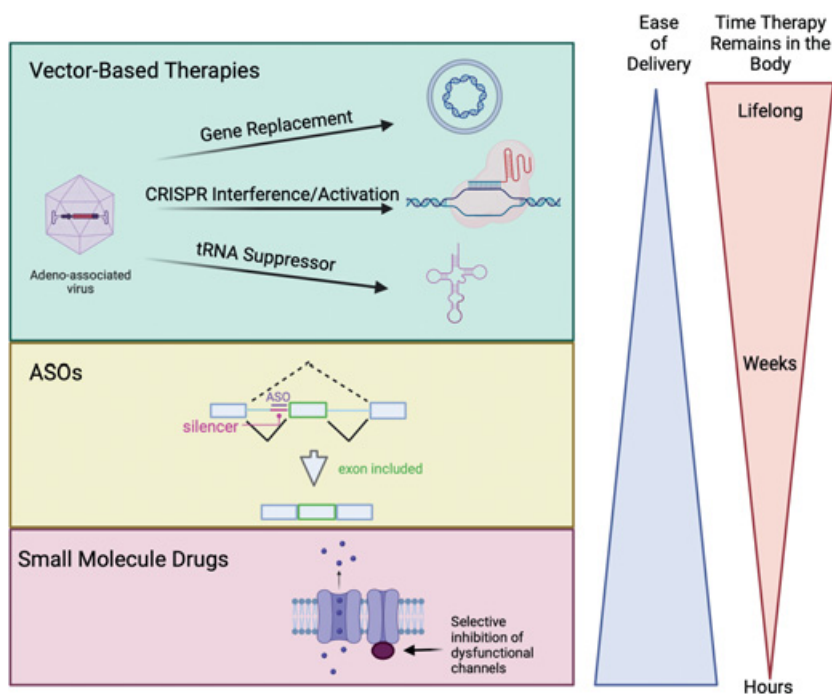 Ease
of
Delivery
Time Therapy
Remains in the
Body
Vector-Based Therapies
Gene Replacement
CRISPR Interference/Activation
tRNA Suppressor
Adeno-associated
virus
Lifelong
ASOs
ASO
silencer
exon included
Weeks
Small Molecule Drugs
Selective
inhibition of
dysfunctional
channels
Hours